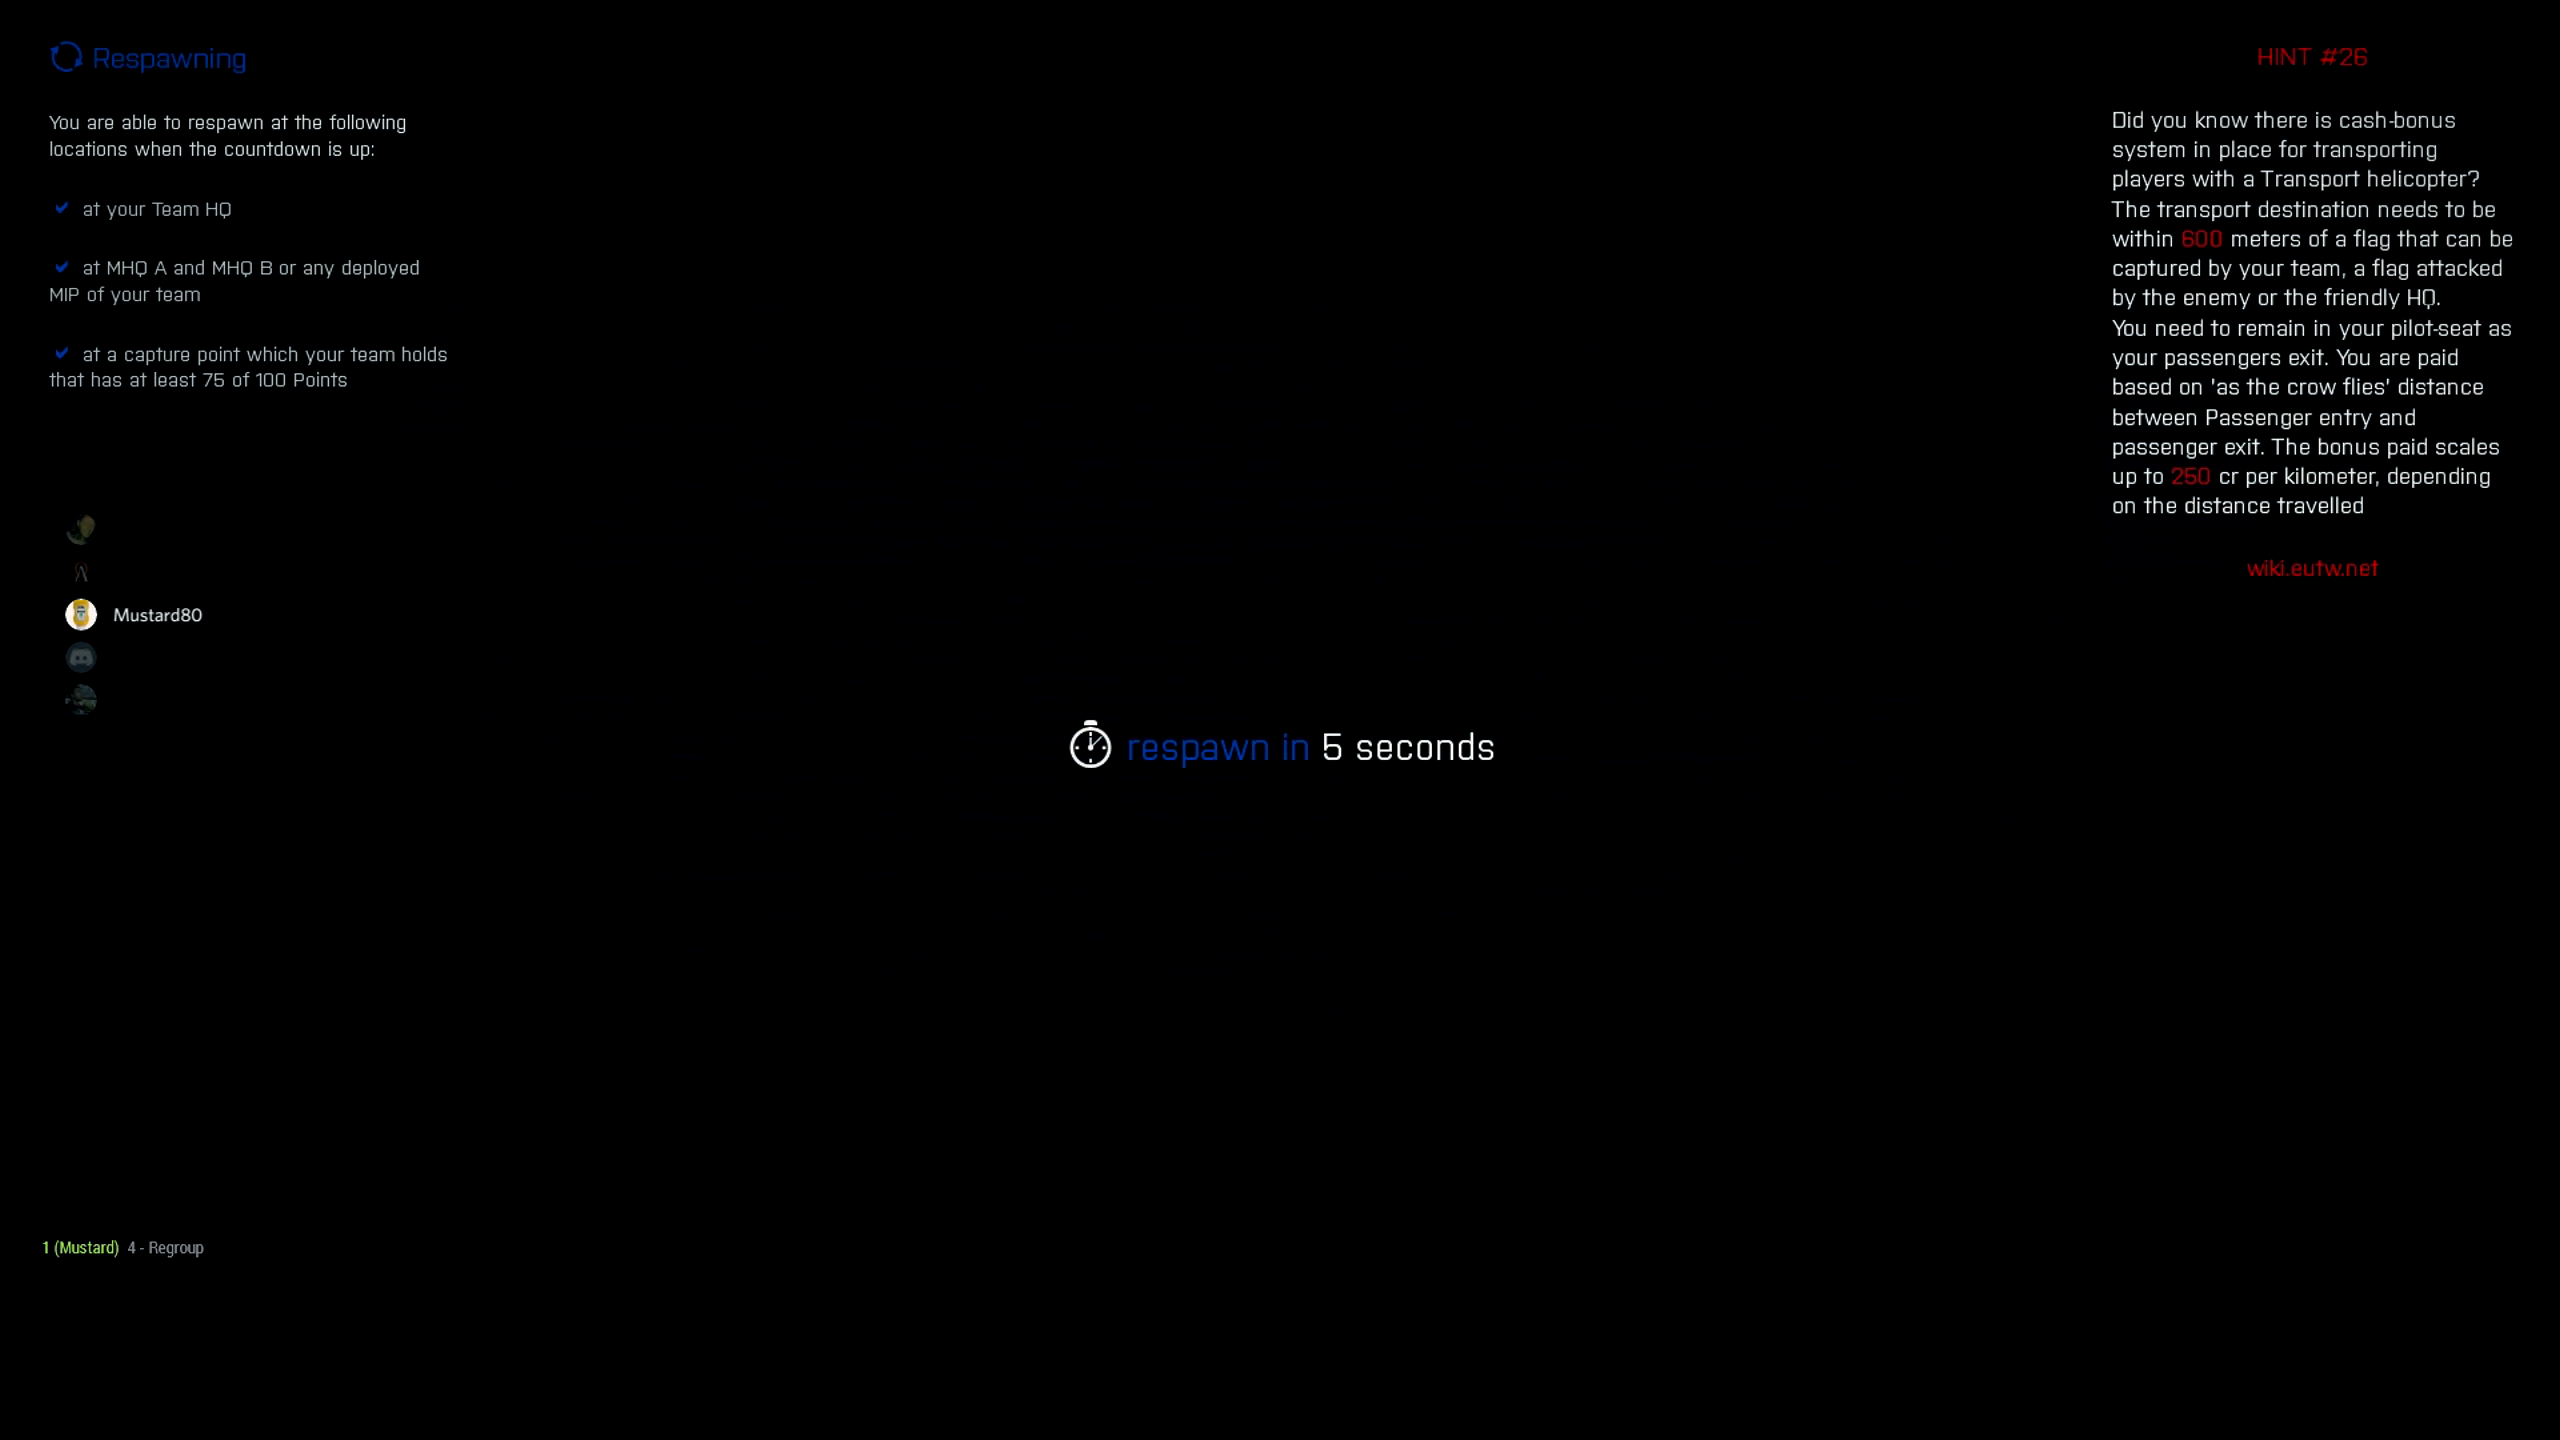 Respawning
You are able to respawn at the following
locations when the countdown is up:
at your Team HQ
at MHQ A and MHQ B or any deployed
MIP of your team
at a capture point which your team holds
that has at least 75 of 100 Points
Mustard80
1 (Mustard) 4 - Regroup
respawn in 5 seconds
HINT #26
Did you know there is cash-bonus
system in place for transporting
players with a Transport helicopter?
The transport destination needs to be
within 600 meters of a flag that can be
captured by your team, a flag attacked
by the enemy or the friendly HQ.
You need to remain in your pilot-seat as
your passengers exit. You are paid
based on 'as the crow flies' distance
between Passenger entry and
passenger exit. The bonus paid scales
up to 250 cr per kilometer, depending
on the distance travelled
wiki.eutw.net